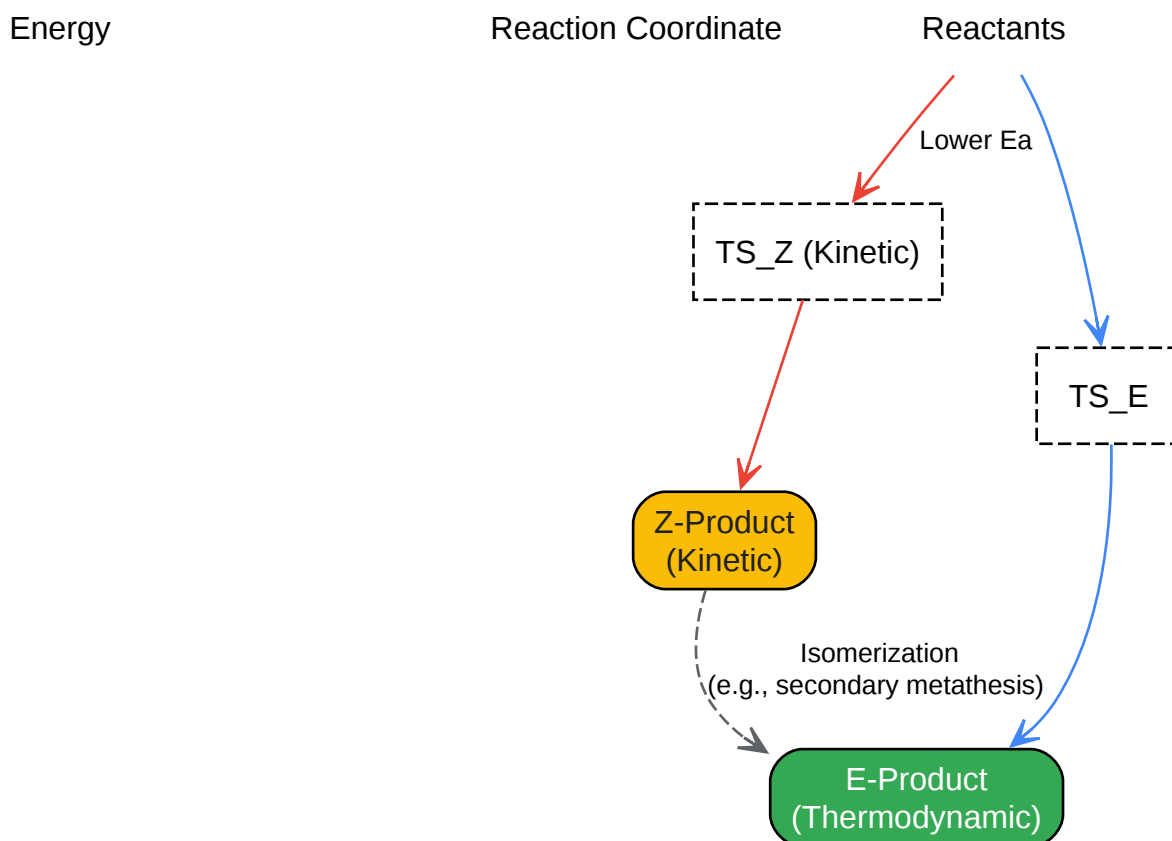 Energy
Reaction Coordinate
Reactants
Lower Ea
TS_Z (Kinetic)
TS_E
Z-Product
(Kinetic)
Isomerization
(e.g., secondary metathesis)
E-Product
(Thermodynamic)